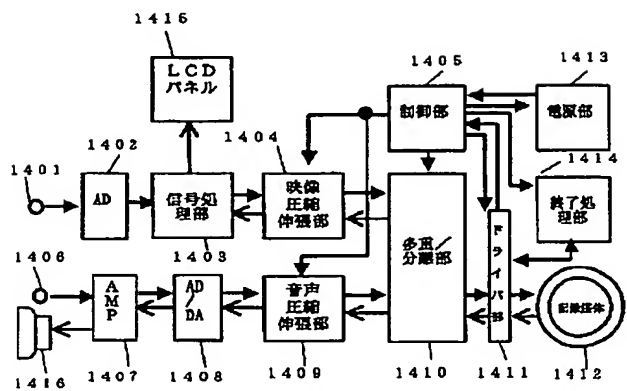 1415
LCD
パネル
1405
1413
制御部
電源部
1404
1402
1401
1414
AD
信号処
理部
映像
圧縮
伸張部
多重／
分離部
ドライバ部
終了処
理部
1406
1403
AMP
AD
/DA
音声
圧縮
伸張部
記録媒体
1416
1407
1408
1409
1410
1411
1412